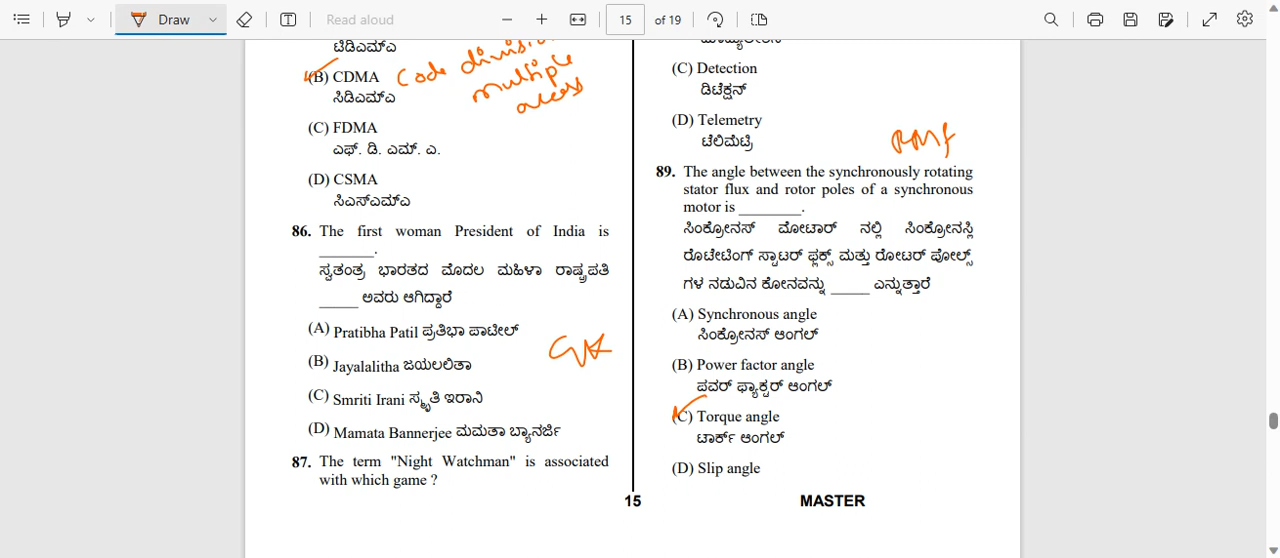 Draw
Read aloud
15
of 19
ಟಿಡಿಎಮ್ಎ
(B) CDMA
Code division
multiple
access
ಸಿಡಿಎಮ್ಎ
(C) FDMA
ಎಫ್. ಡಿ. ಎಮ್. ಎ.
(D) CSMA
ಸಿಎಸ್ಎಮ್ಎ
86. The first woman President of India is
_______.
ಸ್ವತಂತ್ರ ಭಾರತದ ಮೊದಲ ಮಹಿಳಾ ರಾಷ್ಟ್ರಪತಿ
_____ ಅವರು ಆಗಿದ್ದಾರೆ
(A) Pratibha Patil ಪ್ರತಿಭಾ ಪಾಟೀಲ್
(B) Jayalalitha ಜಯಲಲಿತಾ
GK
(C) Smriti Irani ಸ್ಮೃತಿ ಇರಾನಿ
(D) Mamata Bannerjee ಮಮತಾ ಬ್ಯಾನರ್ಜಿ
87. The term "Night Watchman" is associated
with which game ?
(C) Detection
ಡಿಟೆಕ್ಷನ್
(D) Telemetry
ಟೆಲಿಮೆಟ್ರಿ
RMf
89. The angle between the synchronously rotating
stator flux and rotor poles of a synchronous
motor is ________.
ಸಿಂಕ್ರೋನಸ್ ಮೋಟಾರ್ ನಲ್ಲಿ ಸಿಂಕ್ರೋನಸ್ಲಿ
ರೊಟೇಟಿಂಗ್ ಸ್ಟಾಟರ್ ಫ್ಲಕ್ಸ್ ಮತ್ತು ರೋಟರ್ ಪೋಲ್ಸ್
ಗಳ ನಡುವಿನ ಕೋನವನ್ನು _____ ಎನ್ನುತ್ತಾರೆ
(A) Synchronous angle
ಸಿಂಕ್ರೋನಸ್ ಆಂಗಲ್
(B) Power factor angle
ಪವರ್ ಫ್ಯಾಕ್ಟರ್ ಆಂಗಲ್
(C) Torque angle
ಟಾರ್ಕ್ ಆಂಗಲ್
(D) Slip angle
15
MASTER